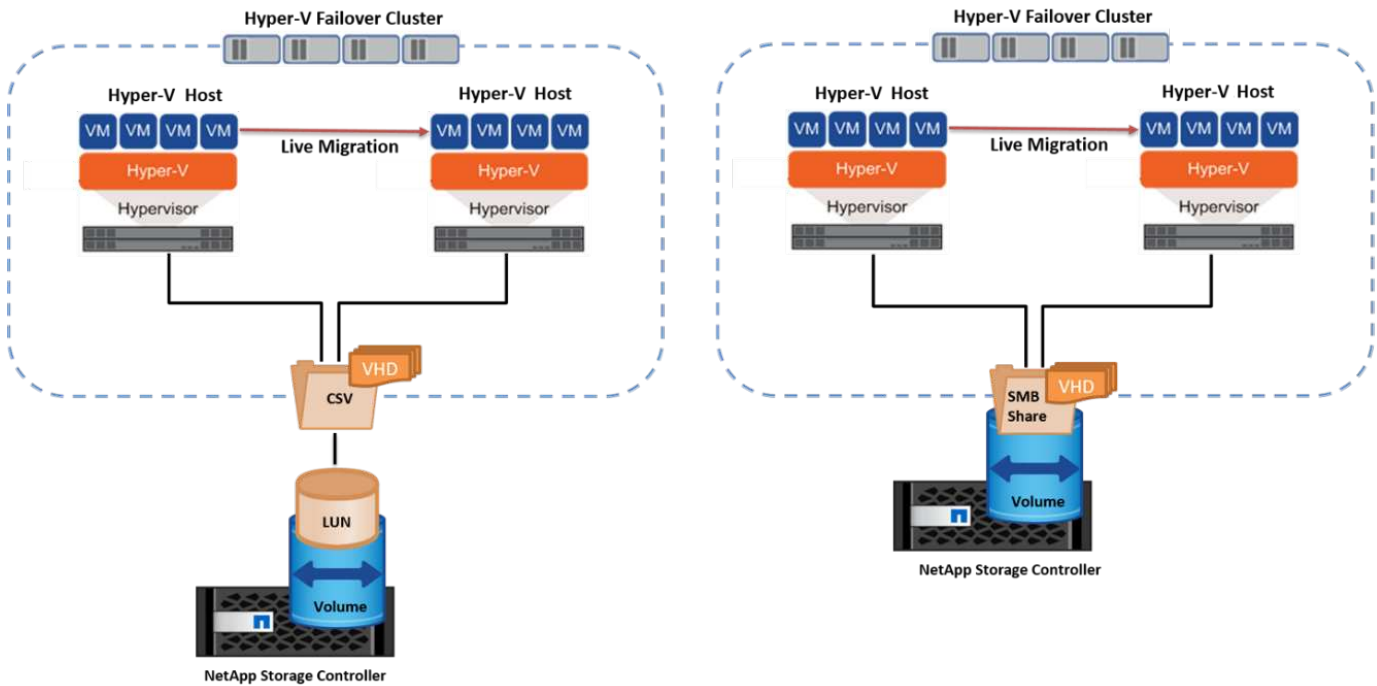 Hyper-V Failover Cluster
Hyper-V Host
Hyper-V Host
VM VM VM VM
VM VM VM VM
Live Migration
Hyper-V
Hyper-V
Hypervisor
Hypervisor
VHD
CSV
LUN
Volume
NetApp Storage Controller
Hyper-V Failover Cluster
Hyper-V Host
Hyper-V Host
VM VM VM VM
VM VM VM VM
Live Migration
Hyper-V
Hyper-V
Hypervisor
Hypervisor
VHD
SMB
Share
Volume
NetApp Storage Controller